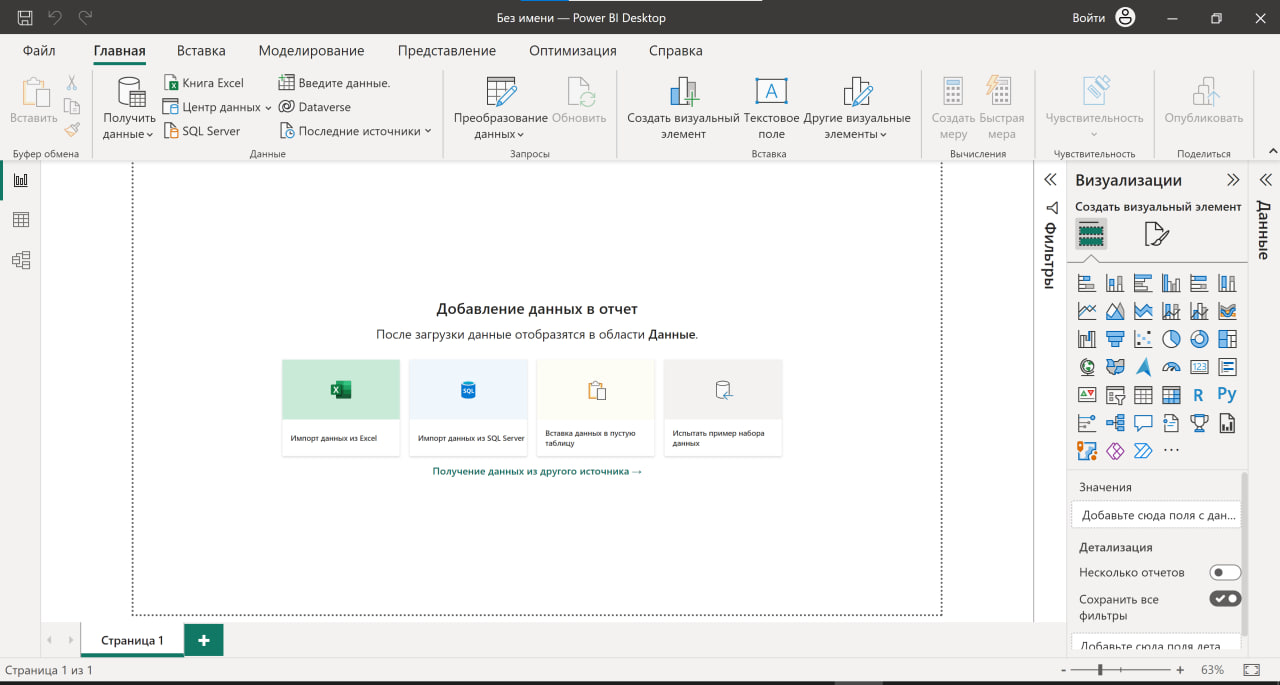 Без имени — Power BI Desktop
Войти
Файл
Главная
Вставка
Моделирование
Представление
Оптимизация
Справка
Вставить
Буфер обмена
Получить
данные
Книга Excel
Центр данных
SQL Server
Введите данные.
Dataverse
Последние источники
Данные
Преобразование
данных
Обновить
Запросы
Создать визуальный
элемент
Текстовое
поле
A
Другие визуальные
элементы
Вставка
Создать
меру
Быстрая
мера
Вычисления
Чувствительность
Чувствительность
Опубликовать
Поделиться
Добавление данных в отчет
После загрузки данные отобразятся в области Данные.
SQL
Импорт данных из Excel
Импорт данных из SQL Server
Вставка данных в пустую
таблицу
Испытать пример набора
данных
Получение данных из другого источника →
Фильтры
Визуализации
Создать визуальный элемент
123
R
Py
Значения
Добавьте сюда поля с дан...
Детализация
Несколько отчетов
Сохранить все
фильтры
Добавьте сюда поля дета
Данные
Страница 1
Страница 1 из 1
63%